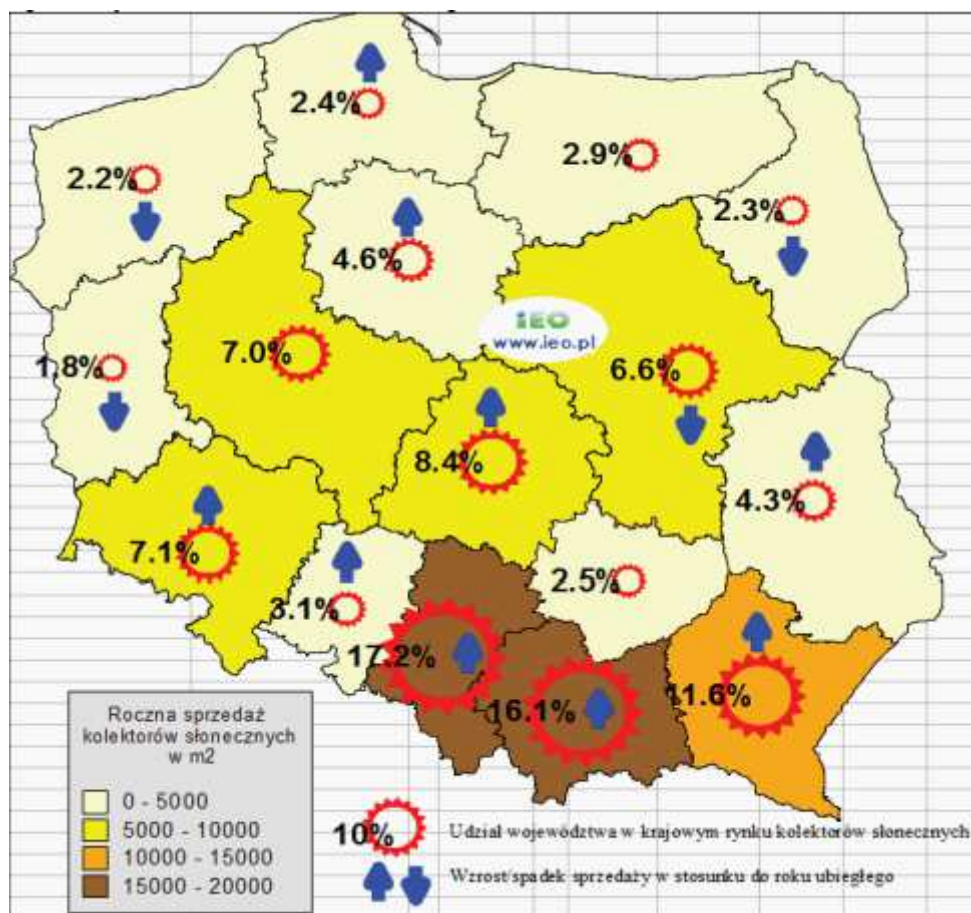 2.4%
2.9%
2.2%
2.3%
4.6%
iEO
www.ieo.pl
7.0%
6.6%
1.8%
8.4%
4.3%
7.1%
2.5%
3.1%
17.2%
16.1%
11.6%
Roczna sprzedaż
kolektorów słonecznych
w m2
0 - 5000
5000 - 10000
10000 - 15000
15000 - 20000
10%
Udział województwa w krajowym rynku kolektorów słonecznych
Wzrost/spadek sprzedaży w stosunku do roku ubiegłego